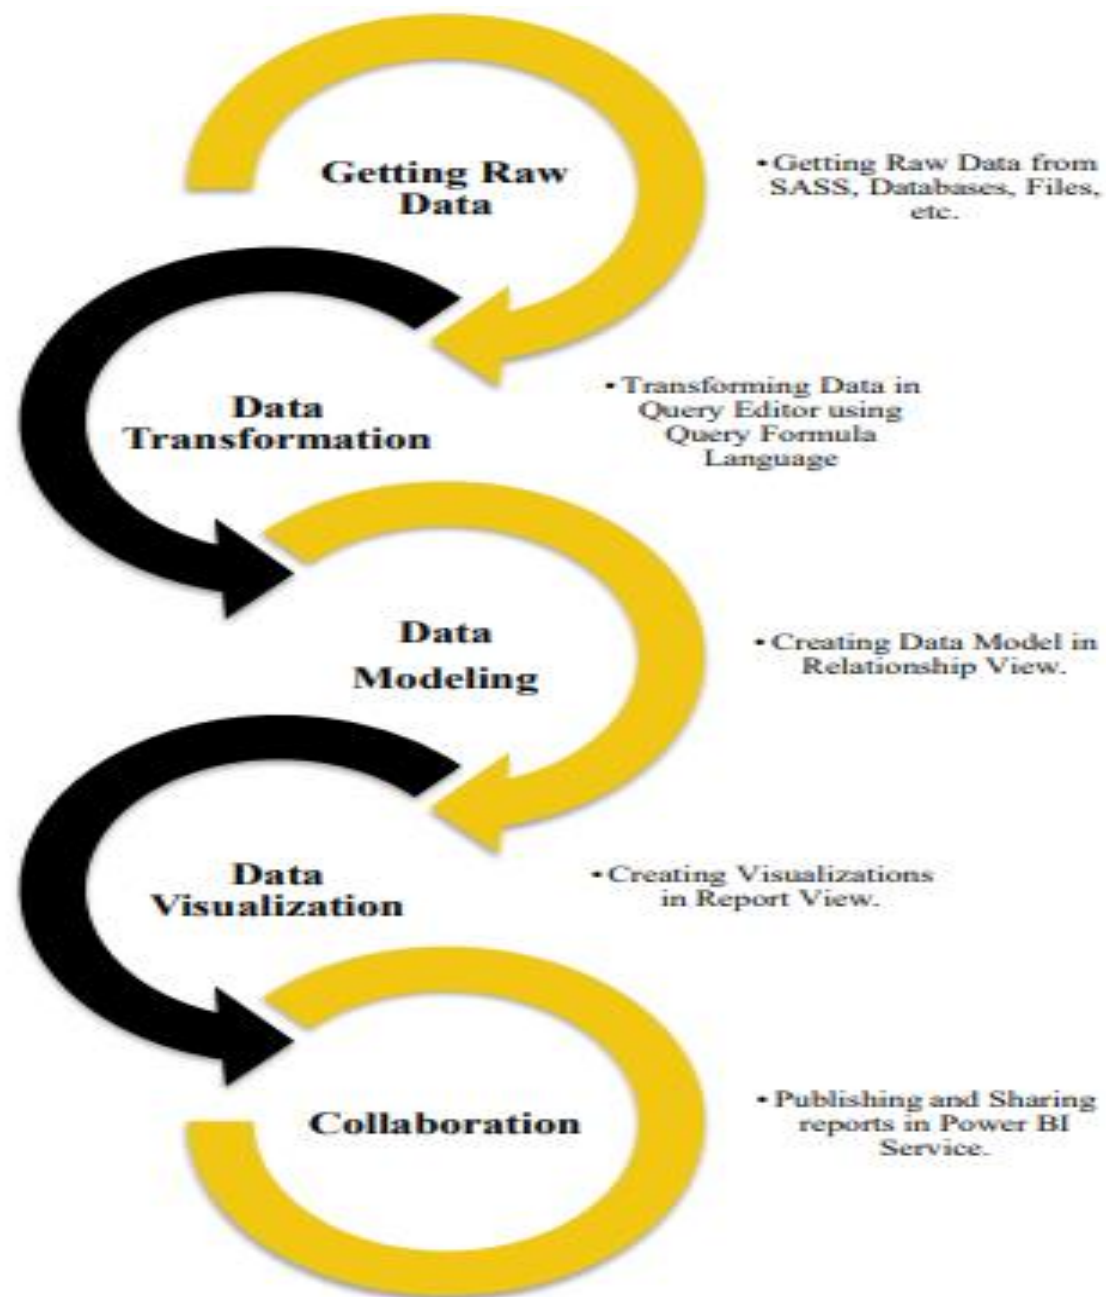 Getting Raw
Data
• Getting Raw Data from
SASS, Databases, Files,
etc.
Data
Transformation
• Transforming Data in
Query Editor using
Query Formula
Language
Data
Modeling
• Creating Data Model in
Relationship View.
Data
Visualization
• Creating Visualizations
in Report View.
Collaboration
• Publishing and Sharing
reports in Power BI
Service.